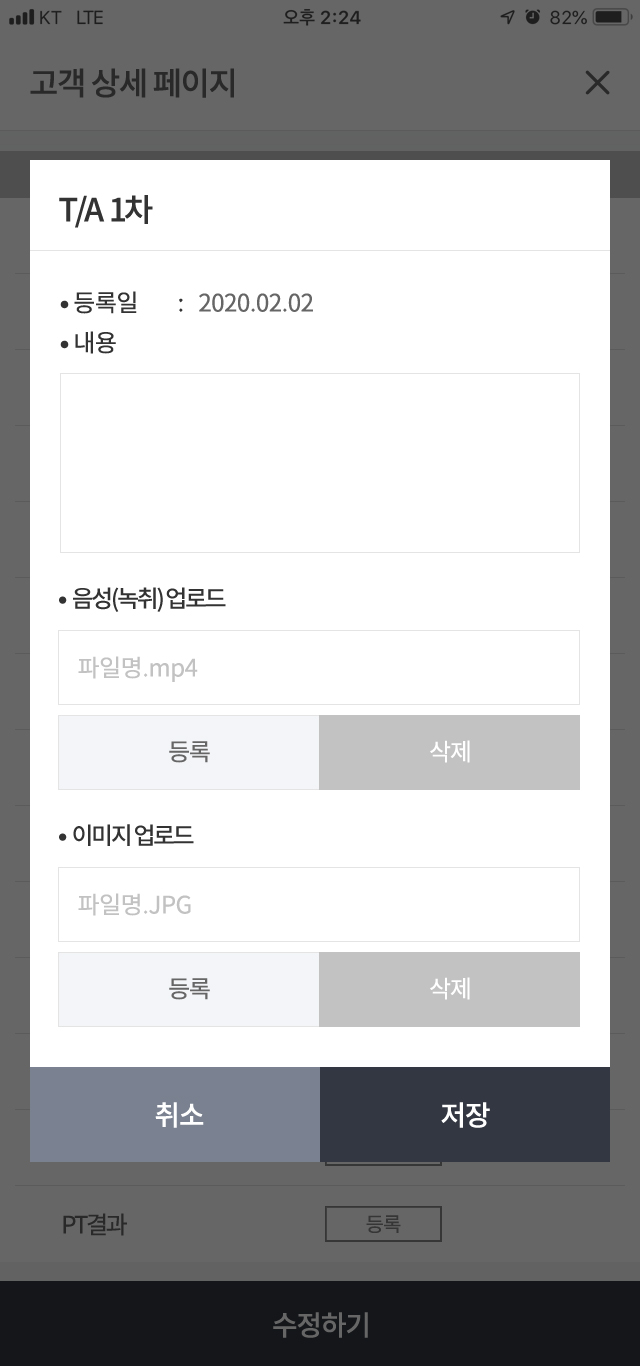 KT LTE 오후 2:24 82%
고객 상세 페이지
T/A 1차
• 등록일 : 2020.02.02
• 내용
• 음성(녹취) 업로드
파일명.mp4
등록 삭제
• 이미지 업로드
파일명.JPG
등록 삭제
취소 저장
PT결과 등록
수정하기